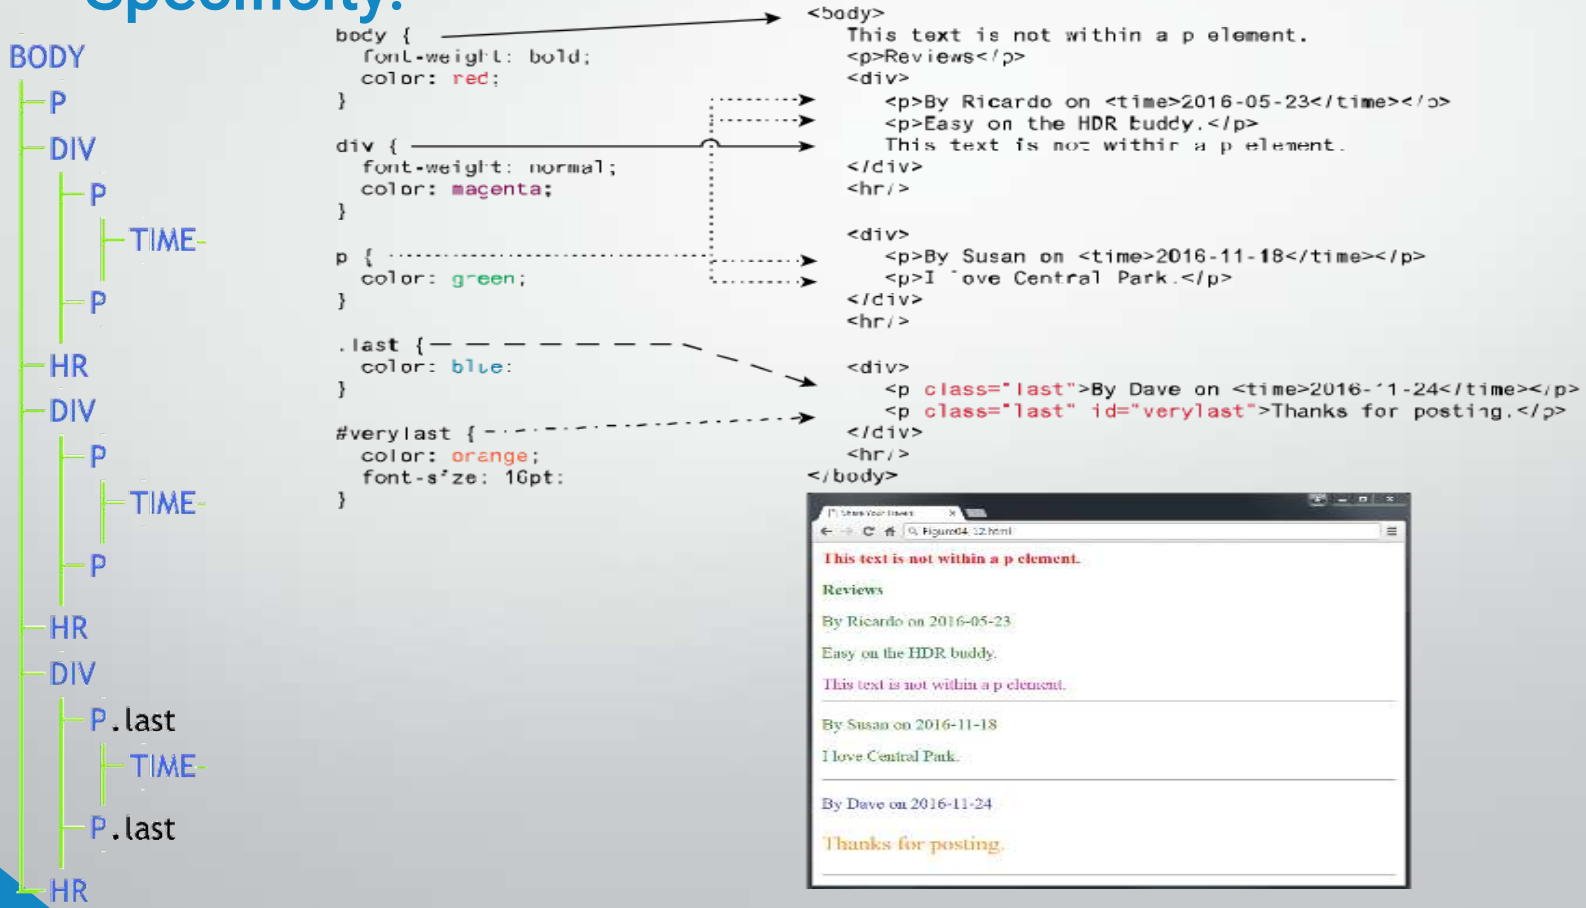 Specificity:
BODY
P
DIV
P
TIME
P
HR
DIV
P
TIME
P
HR
DIV
P.last
TIME
P.last
HR
body {
font-weight: bold;
color: red;
}
div {
font-weight: normal;
color: magenta;
}
p {
color: green;
}
.last {
color: blue;
}
#verylast {
color: orange;
font-size: 16pt;
}
<body>
This text is not within a p element.
<p>Reviews</p>
<div>
<p>By Ricardo on <time>2016-05-23</time></p>
<p>Easy on the HDR buddy.</p>
This text is not within a p element.
</div>
<hr/>
<div>
<p>By Susan on <time>2016-11-18</time></p>
<p>I love Central Park.</p>
</div>
<hr/>
<div>
<p class="last">By Dave on <time>2016-11-24</time></p>
<p class="last" id="verylast">Thanks for posting.</p>
</div>
<hr/>
</body>
Share Your Travels
Figure04_12.html
This text is not within a p element.
Reviews
By Ricardo on 2016-05-23
Easy on the HDR buddy.
This text is not within a p element.
By Susan on 2016-11-18
I love Central Park.
By Dave on 2016-11-24
Thanks for posting.